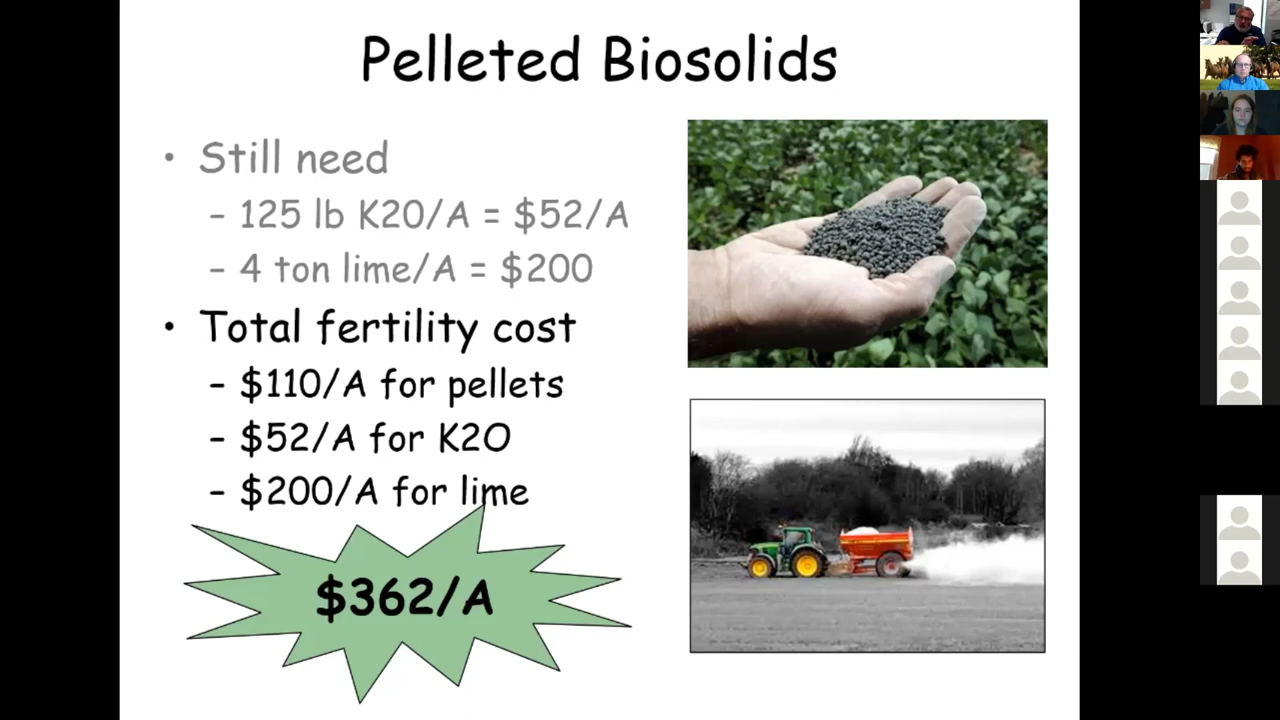 Pelleted Biosolids
• Still need
– 125 lb K20/A = $52/A
– 4 ton lime/A = $200
• Total fertility cost
– $110/A for pellets
– $52/A for K2O
– $200/A for lime
$362/A